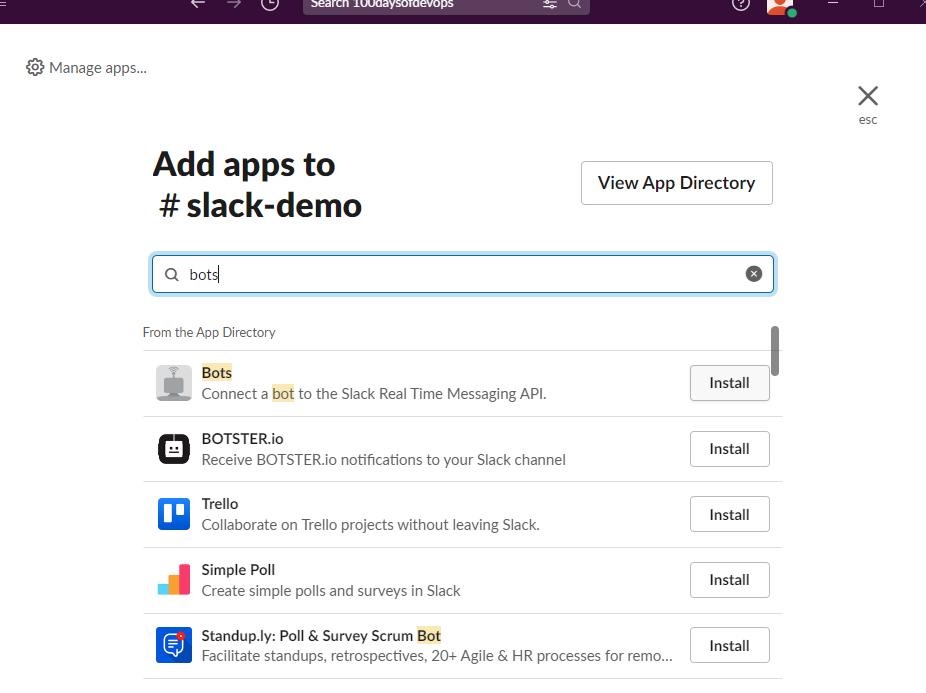 Search 100daysofdevops
Manage apps...
esc
Add apps to
# slack-demo
View App Directory
bots
From the App Directory
Bots
Connect a bot to the Slack Real Time Messaging API.
Install
BOTSTER.io
Receive BOTSTER.io notifications to your Slack channel
Install
Trello
Collaborate on Trello projects without leaving Slack.
Install
Simple Poll
Create simple polls and surveys in Slack
Install
Standup.ly: Poll & Survey Scrum Bot
Facilitate standups, retrospectives, 20+ Agile & HR processes for remo...
Install